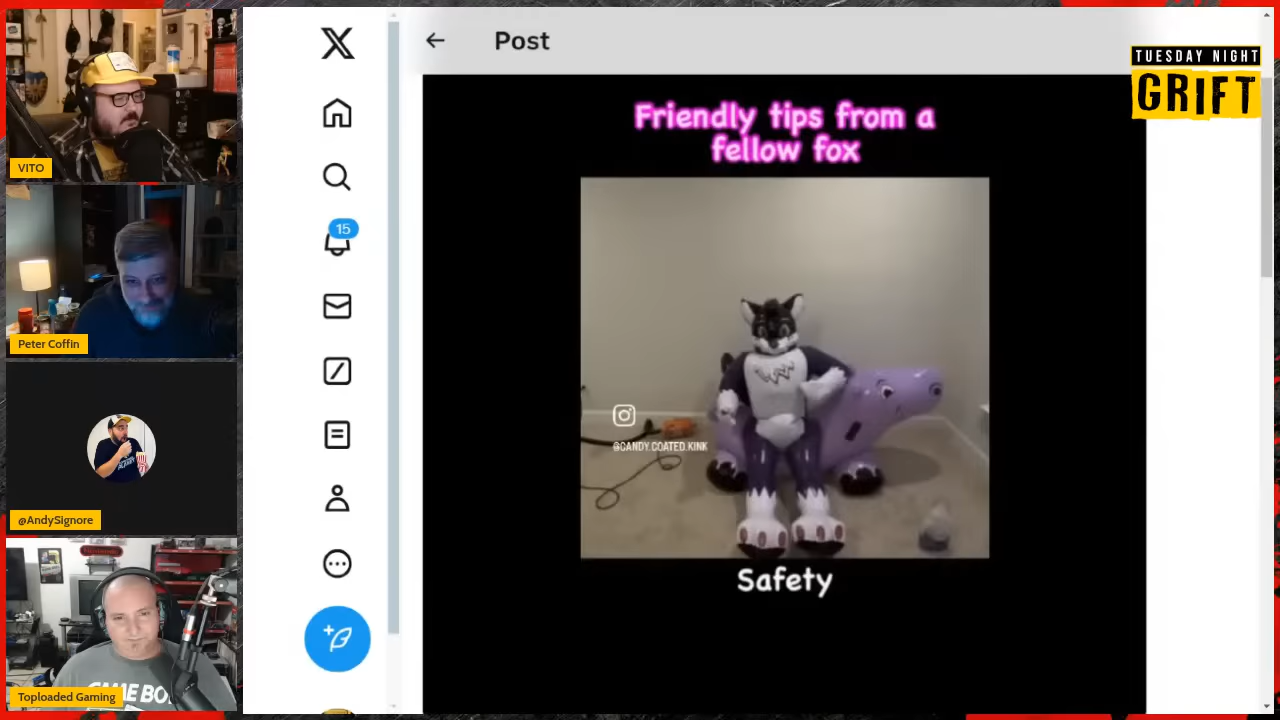 VITO
Peter Coffin
@AndySignore
Toploaded Gaming
15
Post
Friendly tips from a
fellow fox
@CANDY.COATED.KINK
Safety
TUESDAY NIGHT
GRIFT